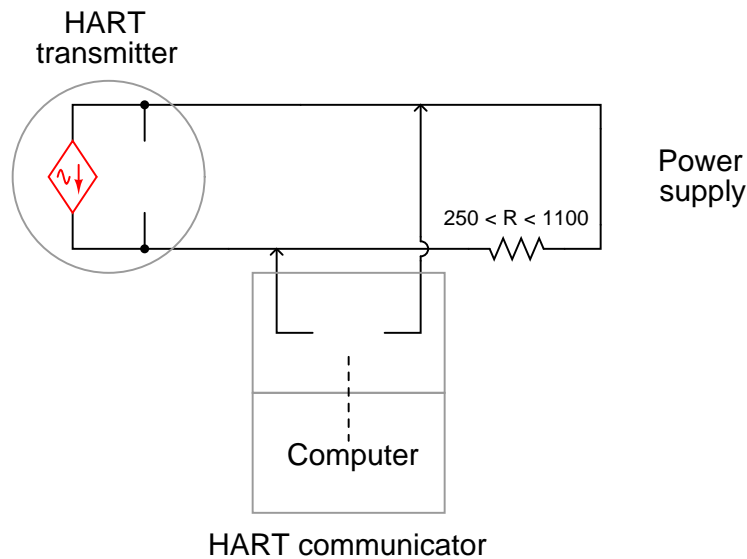 HART
transmitter
Power
supply
250 < R < 1100
Computer
HART communicator